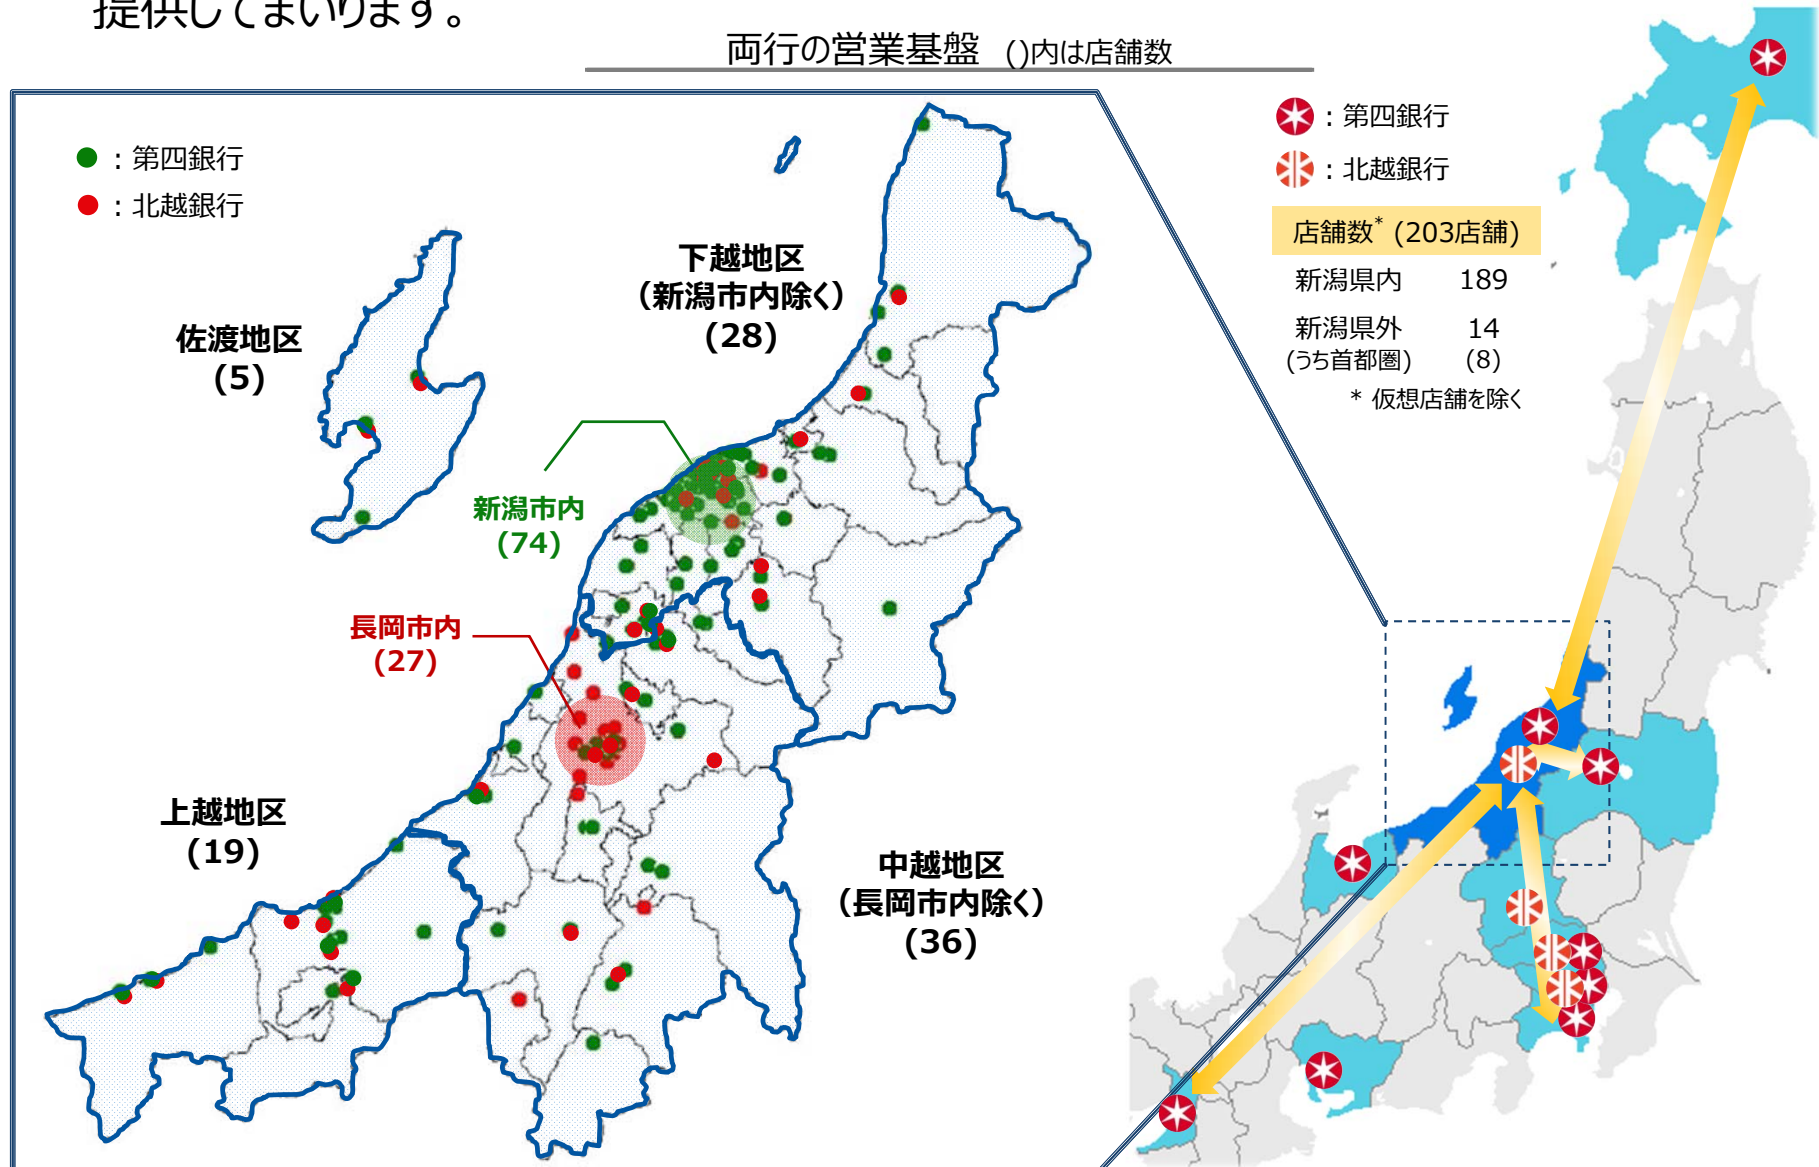 提供してまいります。
両行の営業基盤 ()内は店舗数
：第四銀行
：北越銀行
下越地区
（新潟市内除く）
(28)
佐渡地区
(5)
新潟市内
(74)
長岡市内
(27)
上越地区
(19)
中越地区
（長岡市内除く）
(36)
：第四銀行
：北越銀行
店舗数* (203店舗)
新潟県内 189
新潟県外 14
(うち首都圏) (8)
* 仮想店舗を除く